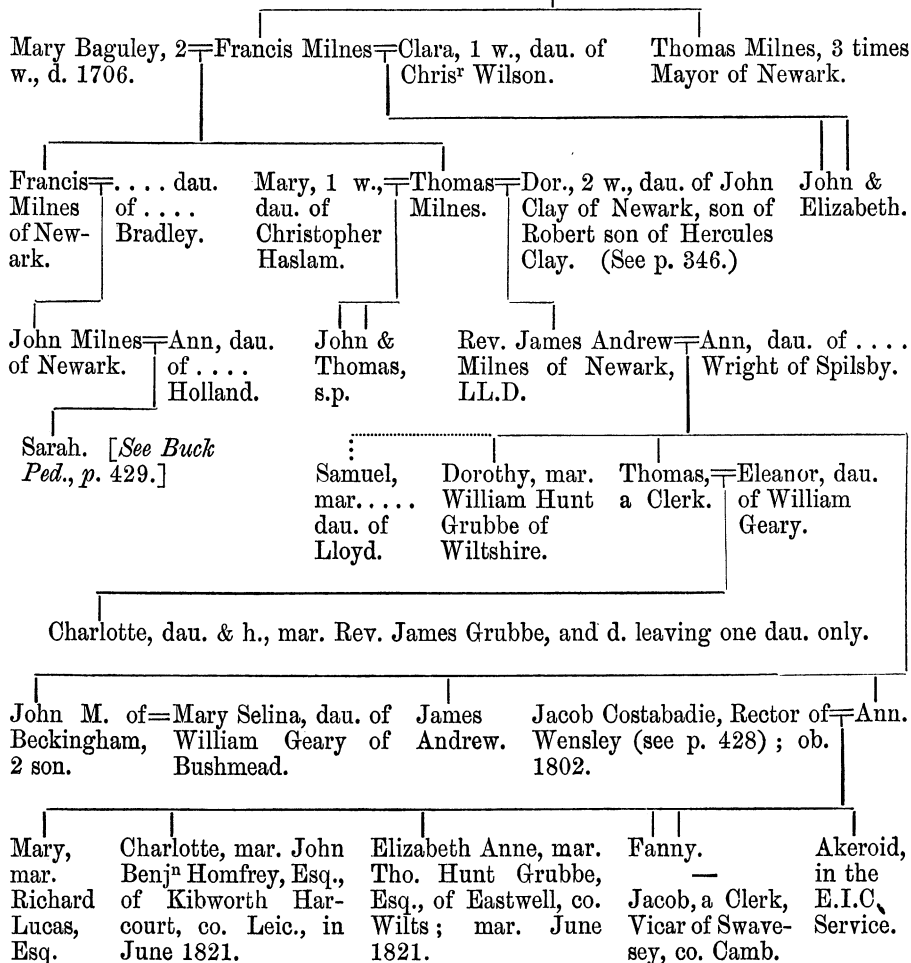 Mary Baguley, 2=Francis Milnes=Clara, 1 w., dau. of
w., d. 1706.
Chrisʳ Wilson.
Thomas Milnes, 3 times
Mayor of Newark.
Francis=. . . . dau.
Milnes of . . . .
of New- Bradley.
ark.
Mary, 1 w.,=Thomas=Dor., 2 w., dau. of John
dau. of Milnes. Clay of Newark, son of
Christopher Robert son of Hercules
Haslam. Clay. (See p. 346.)
John &
Elizabeth.
John Milnes=Ann, dau.
of Newark. of . . . .
Holland.
John &
Thomas,
s.p.
Rev. James Andrew=Ann, dau. of . . . .
Milnes of Newark, Wright of Spilsby.
LL.D.
Sarah. [See Buck
Ped., p. 429.]
Samuel,
mar. . . . .
dau. of
Lloyd.
Dorothy, mar.
William Hunt
Grubbe of
Wiltshire.
Thomas,=Eleanor, dau.
a Clerk. of William
Geary.
Charlotte, dau. & h., mar. Rev. James Grubbe, and d. leaving one dau. only.
John M. of=Mary Selina, dau. of
Beckingham, William Geary of
2 son. Bushmead.
James
Andrew.
Jacob Costabadie, Rector of=Ann.
Wensley (see p. 428) ; ob.
1802.
Mary,
mar.
Richard
Lucas,
Esq.
Charlotte, mar. John
Benjⁿ Homfrey, Esq.,
of Kibworth Har-
court, co. Leic., in
June 1821.
Elizabeth Anne, mar.
Tho. Hunt Grubbe,
Esq., of Eastwell, co.
Wilts ; mar. June
1821.
Fanny.
—
Jacob, a Clerk,
Vicar of Swave-
sey, co. Camb.
Akeroid,
in the
E.I.C.
Service.